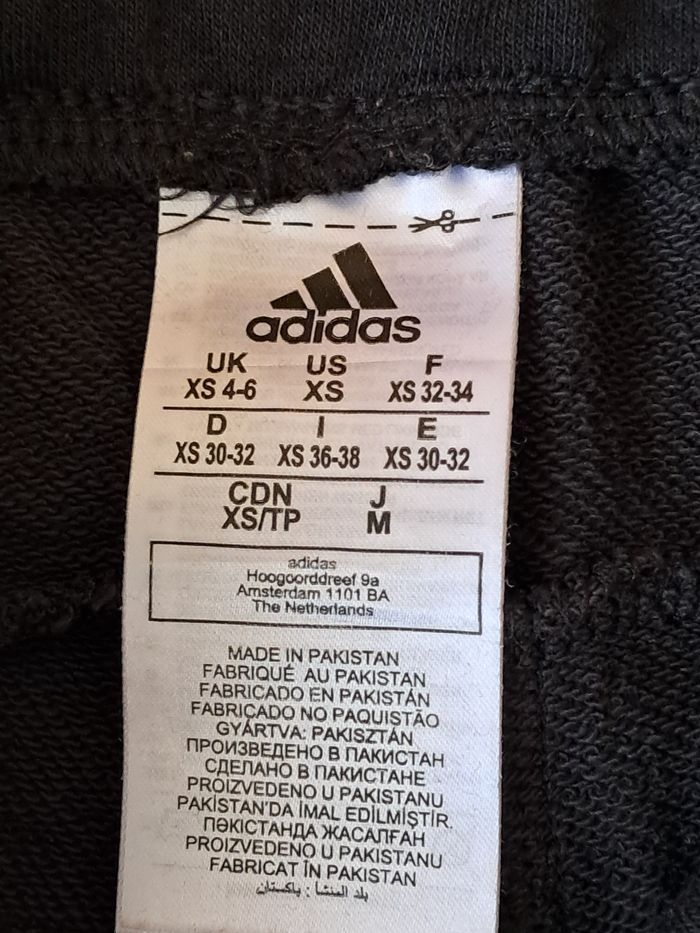 adidas
UK US F
XS 4-6 XS XS 32-34
D I E
XS 30-32 XS 36-38 XS 30-32
CDN J
XS/TP M
adidas
Hoogoorddreef 9a
Amsterdam 1101 BA
The Netherlands
MADE IN PAKISTAN
FABRIQUÉ AU PAKISTAN
FABRICADO EN PAKISTÁN
FABRICADO NO PAQUISTÃO
GYÁRTVA: PAKISZTÁN
ПРОИЗВЕДЕНО В ПАКИСТАН
СДЕЛАНО В ПАКИСТАНЕ
PROIZVEDENO U PAKISTANU
PAKİSTAN'DA İMAL EDİLMİŞTİR.
ПӘКІСТАНДА ЖАСАЛҒАН
PROIZVEDENO U PAKISTANU
FABRICAT ÎN PAKISTAN
بلد المنشأ : باكستان